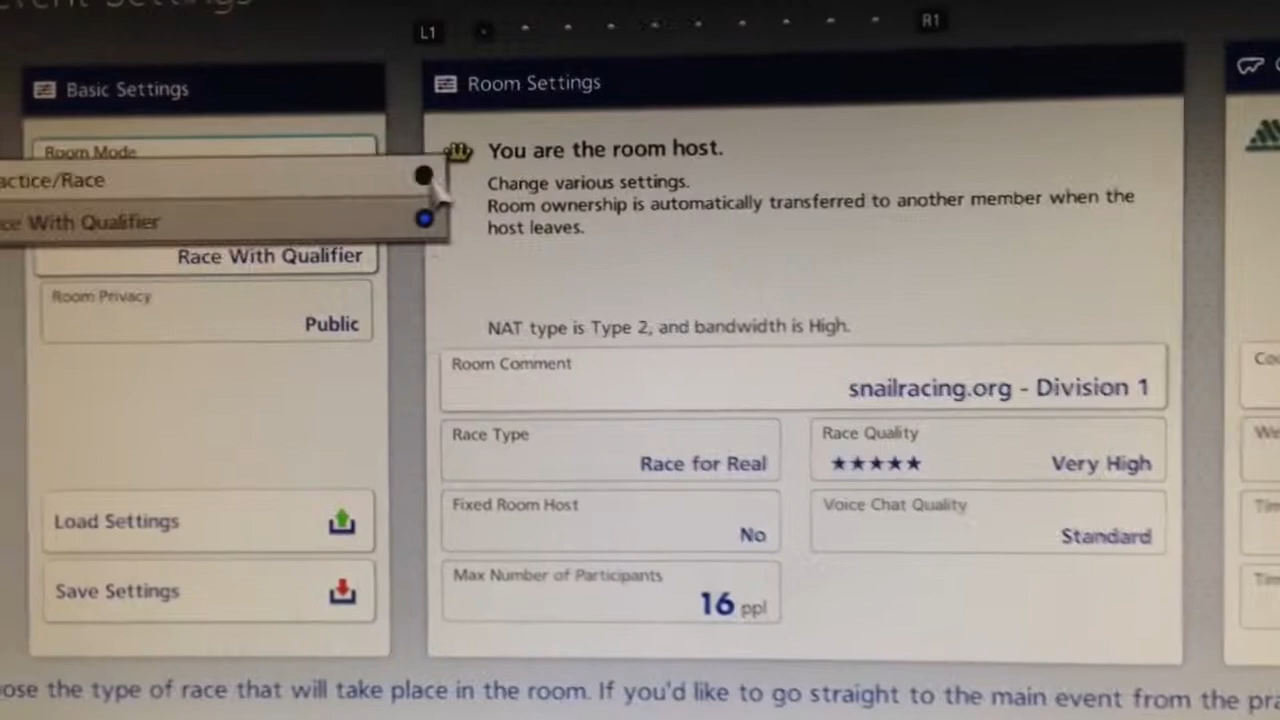 L1
R1
Basic Settings
Room Mode
Race With Qualifier
Room Privacy
Public
Load Settings
Save Settings
Room Settings
You are the room host.
Change various settings.
Room ownership is automatically transferred to another member when the
host leaves.
NAT type is Type 2, and bandwidth is High.
Room Comment
snailracing.org - Division 1
Race Type
Race for Real
Race Quality
★★★★★ Very High
Fixed Room Host
No
Voice Chat Quality
Standard
Max Number of Participants
16 ppl
actice/Race
ce With Qualifier
ose the type of race that will take place in the room. If you'd like to go straight to the main event from the pra